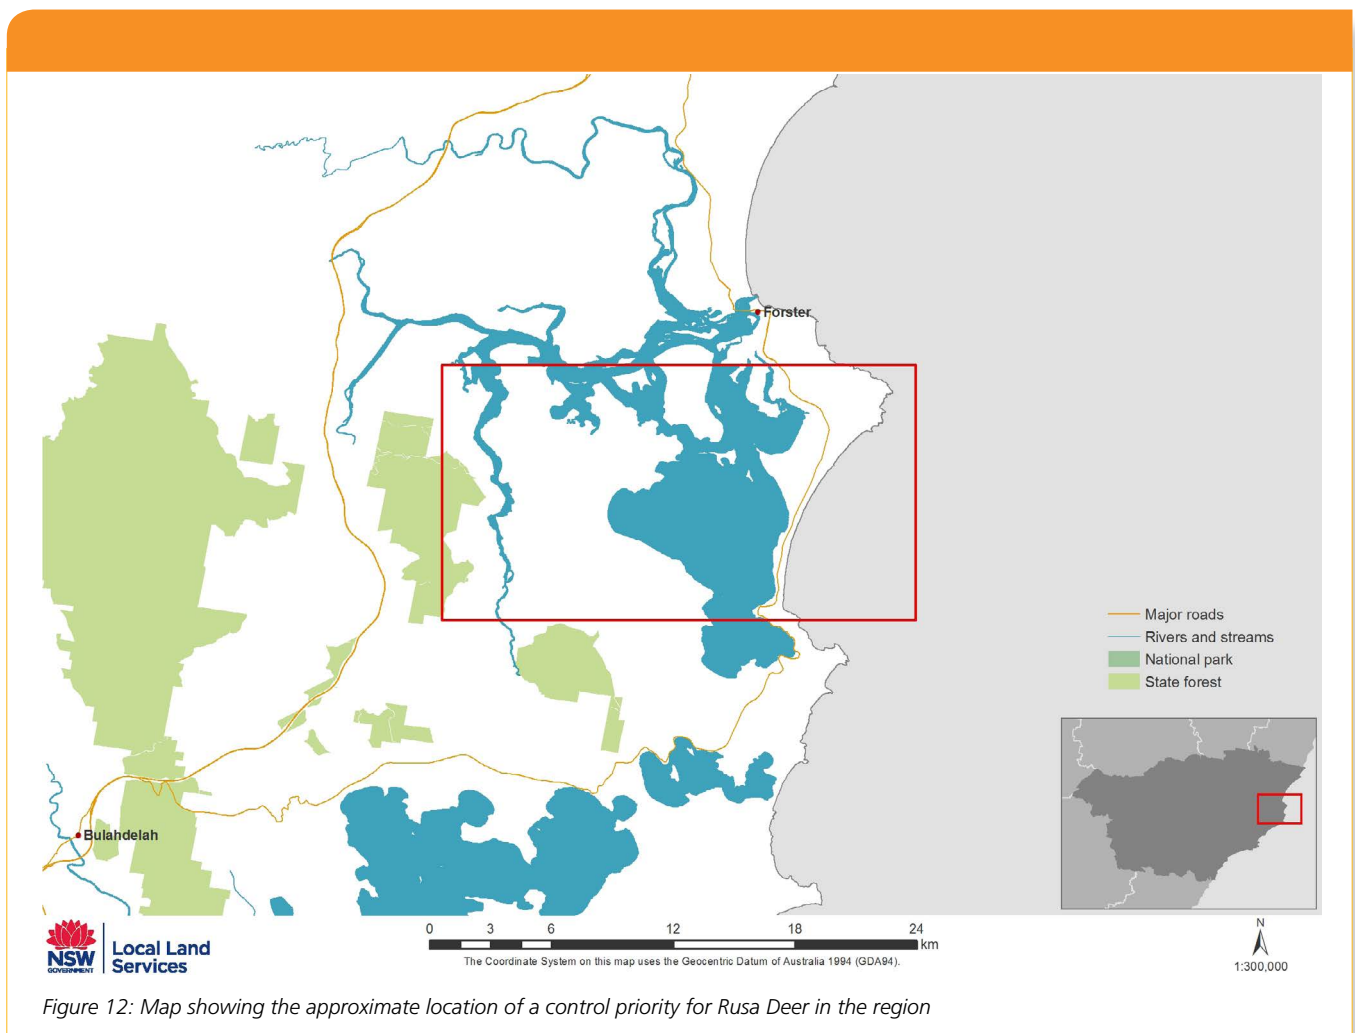 Forster
Major roads
Rivers and streams
National park
State forest
Bulahdelah
NSW
GOVERNMENT
Local Land
Services
0 3 6 12 18 24
km
The Coordinate System on this map uses the Geocentric Datum of Australia 1994 (GDA94).
N
1:300,000
Figure 12: Map showing the approximate location of a control priority for Rusa Deer in the region